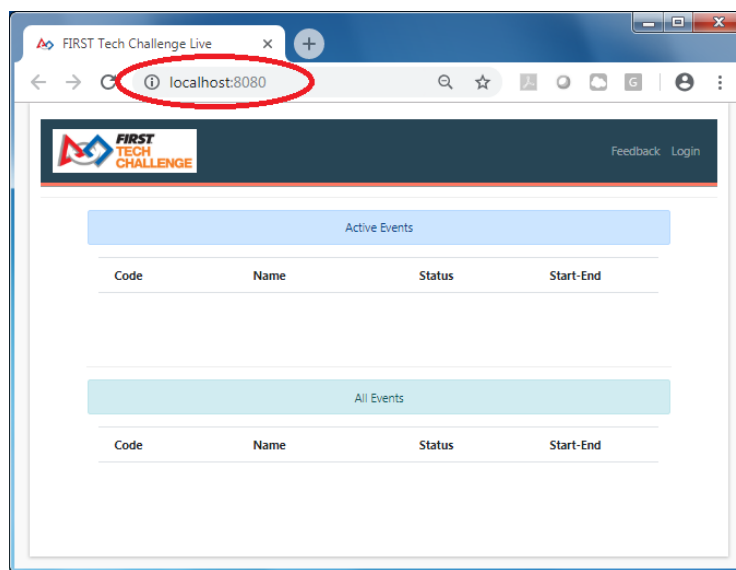 FIRST Tech Challenge Live
localhost:8080
G
FIRST
TECH
CHALLENGE
Feedback Login
Active Events
Code Name Status Start-End
All Events
Code Name Status Start-End